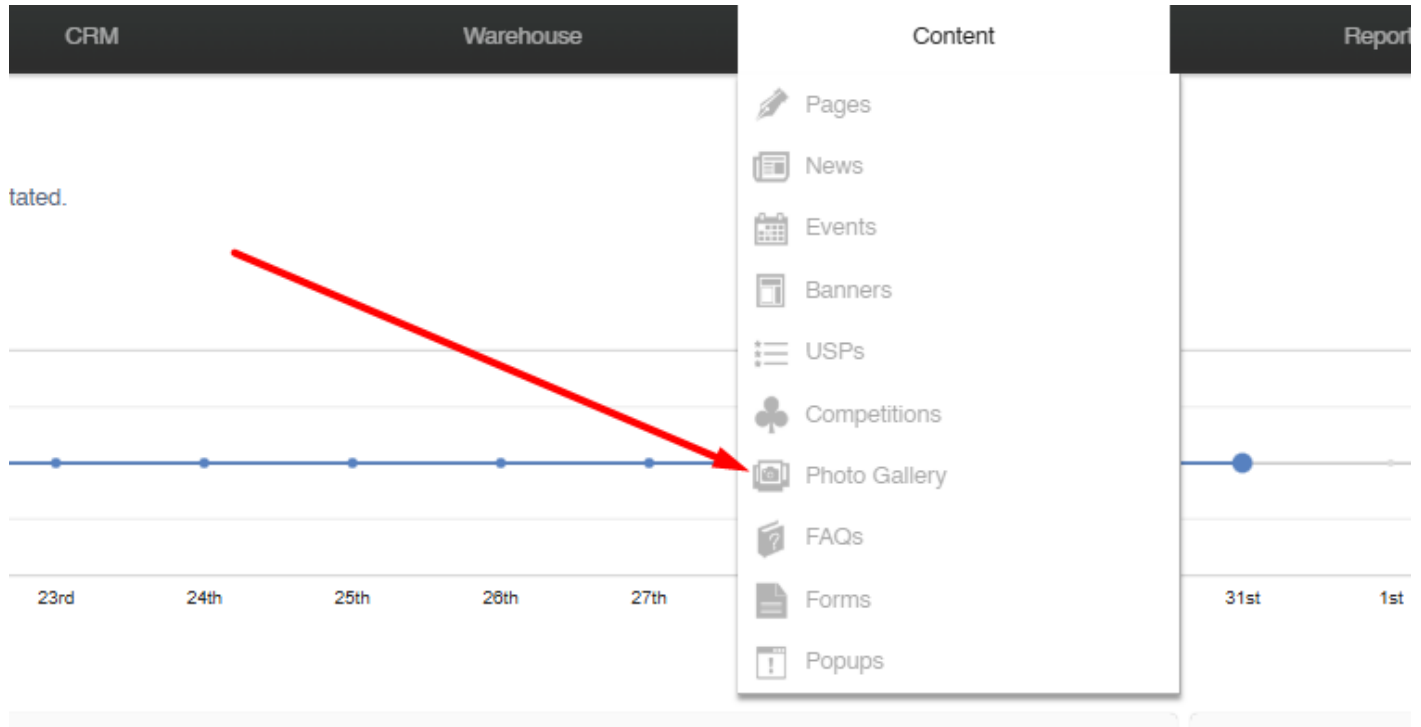 CRM
Warehouse
Content
Report
Pages
News
tated.
Events
Banners
USPs
Competitions
Photo Gallery
FAQs
23rd 24th 25th 26th 27th 31st 1st
Forms
Popups